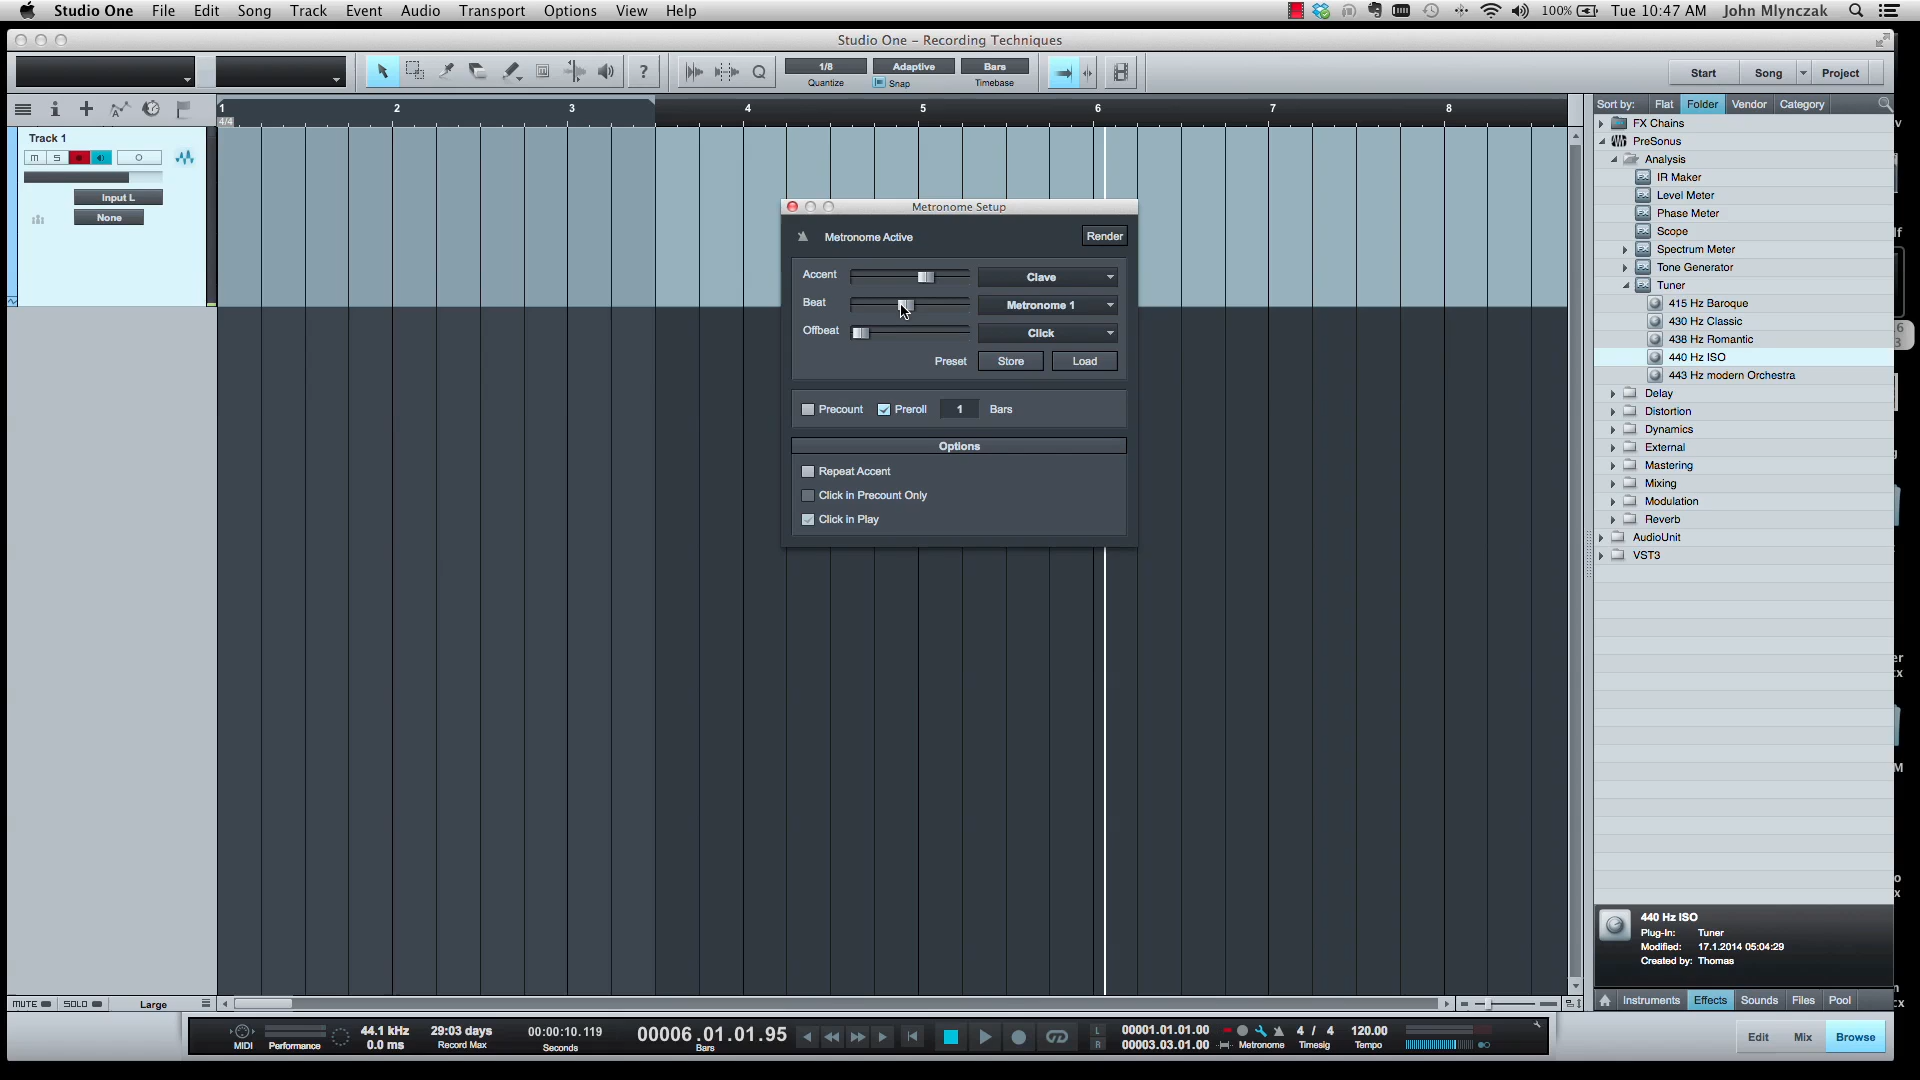 Studio One File Edit Song Track Event Audio Transport Options View Help 100% Tue 10:47 AM John Mlynczak
Studio One – Recording Techniques
? Q 1/8 Adaptive Bars Start Song Project
Quantize Snap Timebase
1 2 3 4 5 6 7 8
4/4
Sort by: Flat Folder Vendor Category
Track 1
M S
Input L
None
Metronome Setup
Metronome Active Render
Accent Clave
Beat Metronome 1
Offbeat Click
Preset Store Load
Precount Preroll 1 Bars
Options
Repeat Accent
Click in Precount Only
Click in Play
FX Chains
PreSonus
Analysis
IR Maker
Level Meter
Phase Meter
Scope
Spectrum Meter
Tone Generator
Tuner
415 Hz Baroque
430 Hz Classic
438 Hz Romantic
440 Hz ISO
443 Hz modern Orchestra
Delay
Distortion
Dynamics
External
Mastering
Mixing
Modulation
Reverb
AudioUnit
VST3
440 Hz ISO
Plug-In: Tuner
Modified: 17.1.2014 05:04:29
Created by: Thomas
MUTE SOLO Large
Instruments Effects Sounds Files Pool
MIDI Performance
44.1 kHz
0.0 ms
29:03 days
Record Max
00:00:10.119
Seconds
00006.01.01.95
Bars
L 00001.01.01.00
R 00003.03.01.00
Metronome
4 / 4
Timesig
120.00
Tempo
Edit Mix Browse